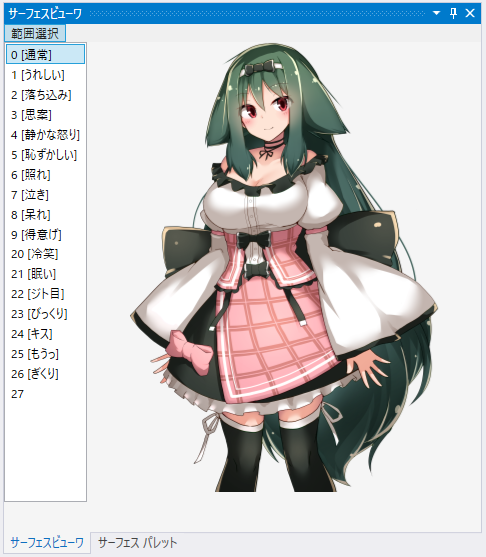 サーフェスビューワ
範囲選択
0 [通常]
1 [うれしい]
2 [落ち込み]
3 [思案]
4 [静かな怒り]
5 [恥ずかしい]
6 [照れ]
7 [泣き]
8 [呆れ]
9 [得意げ]
20 [冷笑]
21 [眠い]
22 [ジト目]
23 [びっくり]
24 [キス]
25 [もうっ]
26 [ぎくり]
27
サーフェスビューワ サーフェス パレット